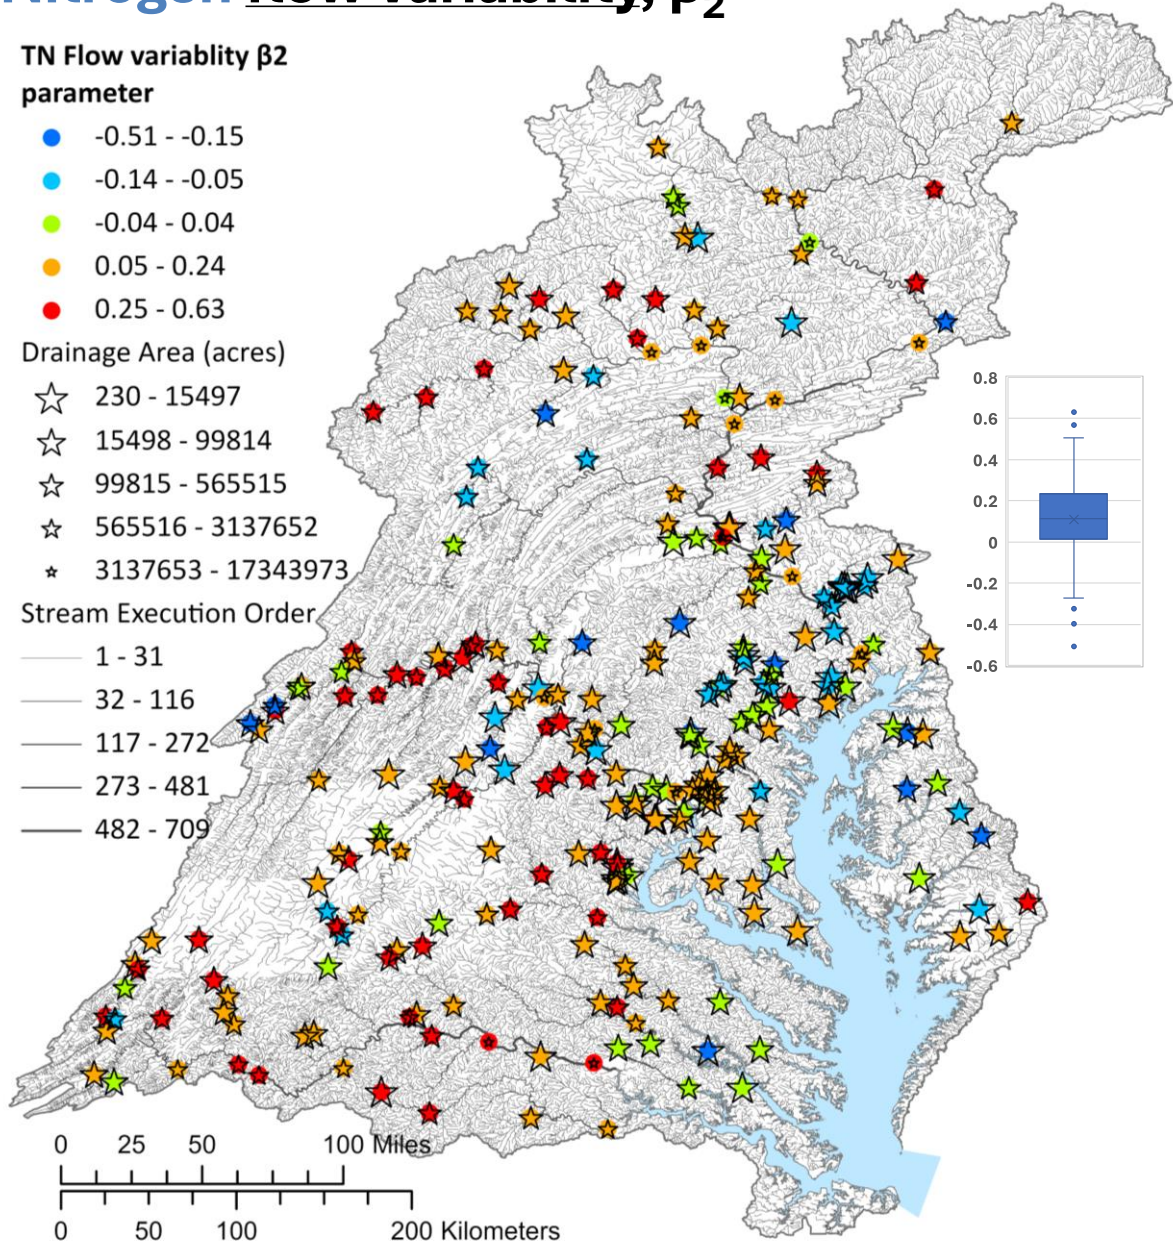 Nitrogen flow variability, β2
TN Flow variablity β2
parameter
-0.51 - -0.15
-0.14 - -0.05
-0.04 - 0.04
0.05 - 0.24
0.25 - 0.63
Drainage Area (acres)
230 - 15497
15498 - 99814
99815 - 565515
565516 - 3137652
3137653 - 17343973
Stream Execution Order
1 - 31
32 - 116
117 - 272
273 - 481
482 - 709
0.8
0.6
0.4
0.2
0
-0.2
-0.4
-0.6
0 25 50 100 Miles
0 50 100 200 Kilometers